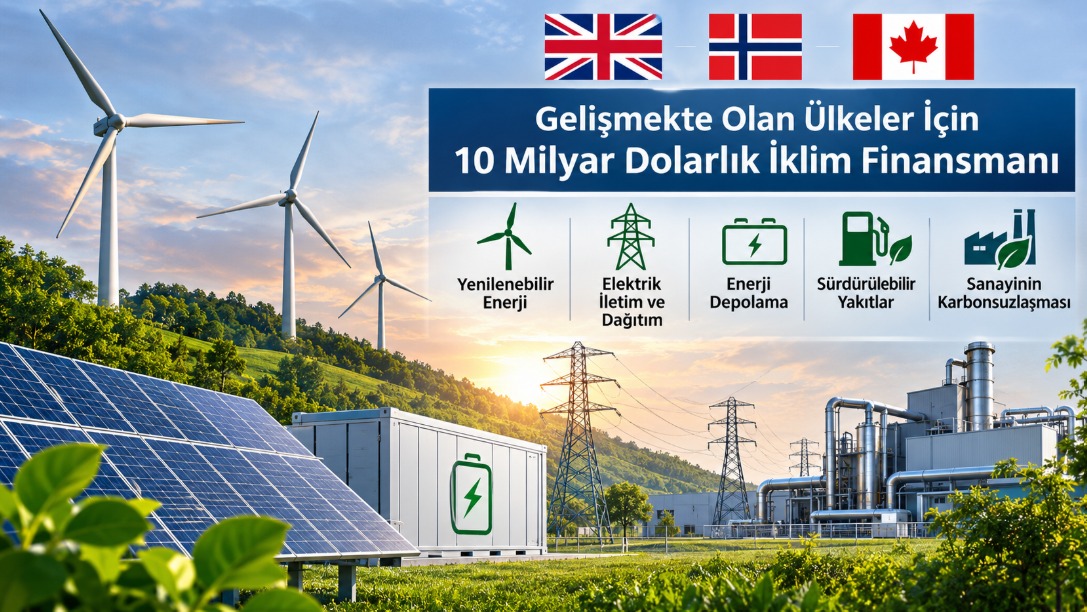 Gelişmekte Olan Ülkeler İçin
10 Milyar Dolarlık İklim Finansmanı
Yenilenebilir
Enerji
Elektrik
İletim ve
Dağıtım
Enerji
Depolama
Sürdürülebilir
Yakıtlar
Sanayinin
Karbonsuzlaşması